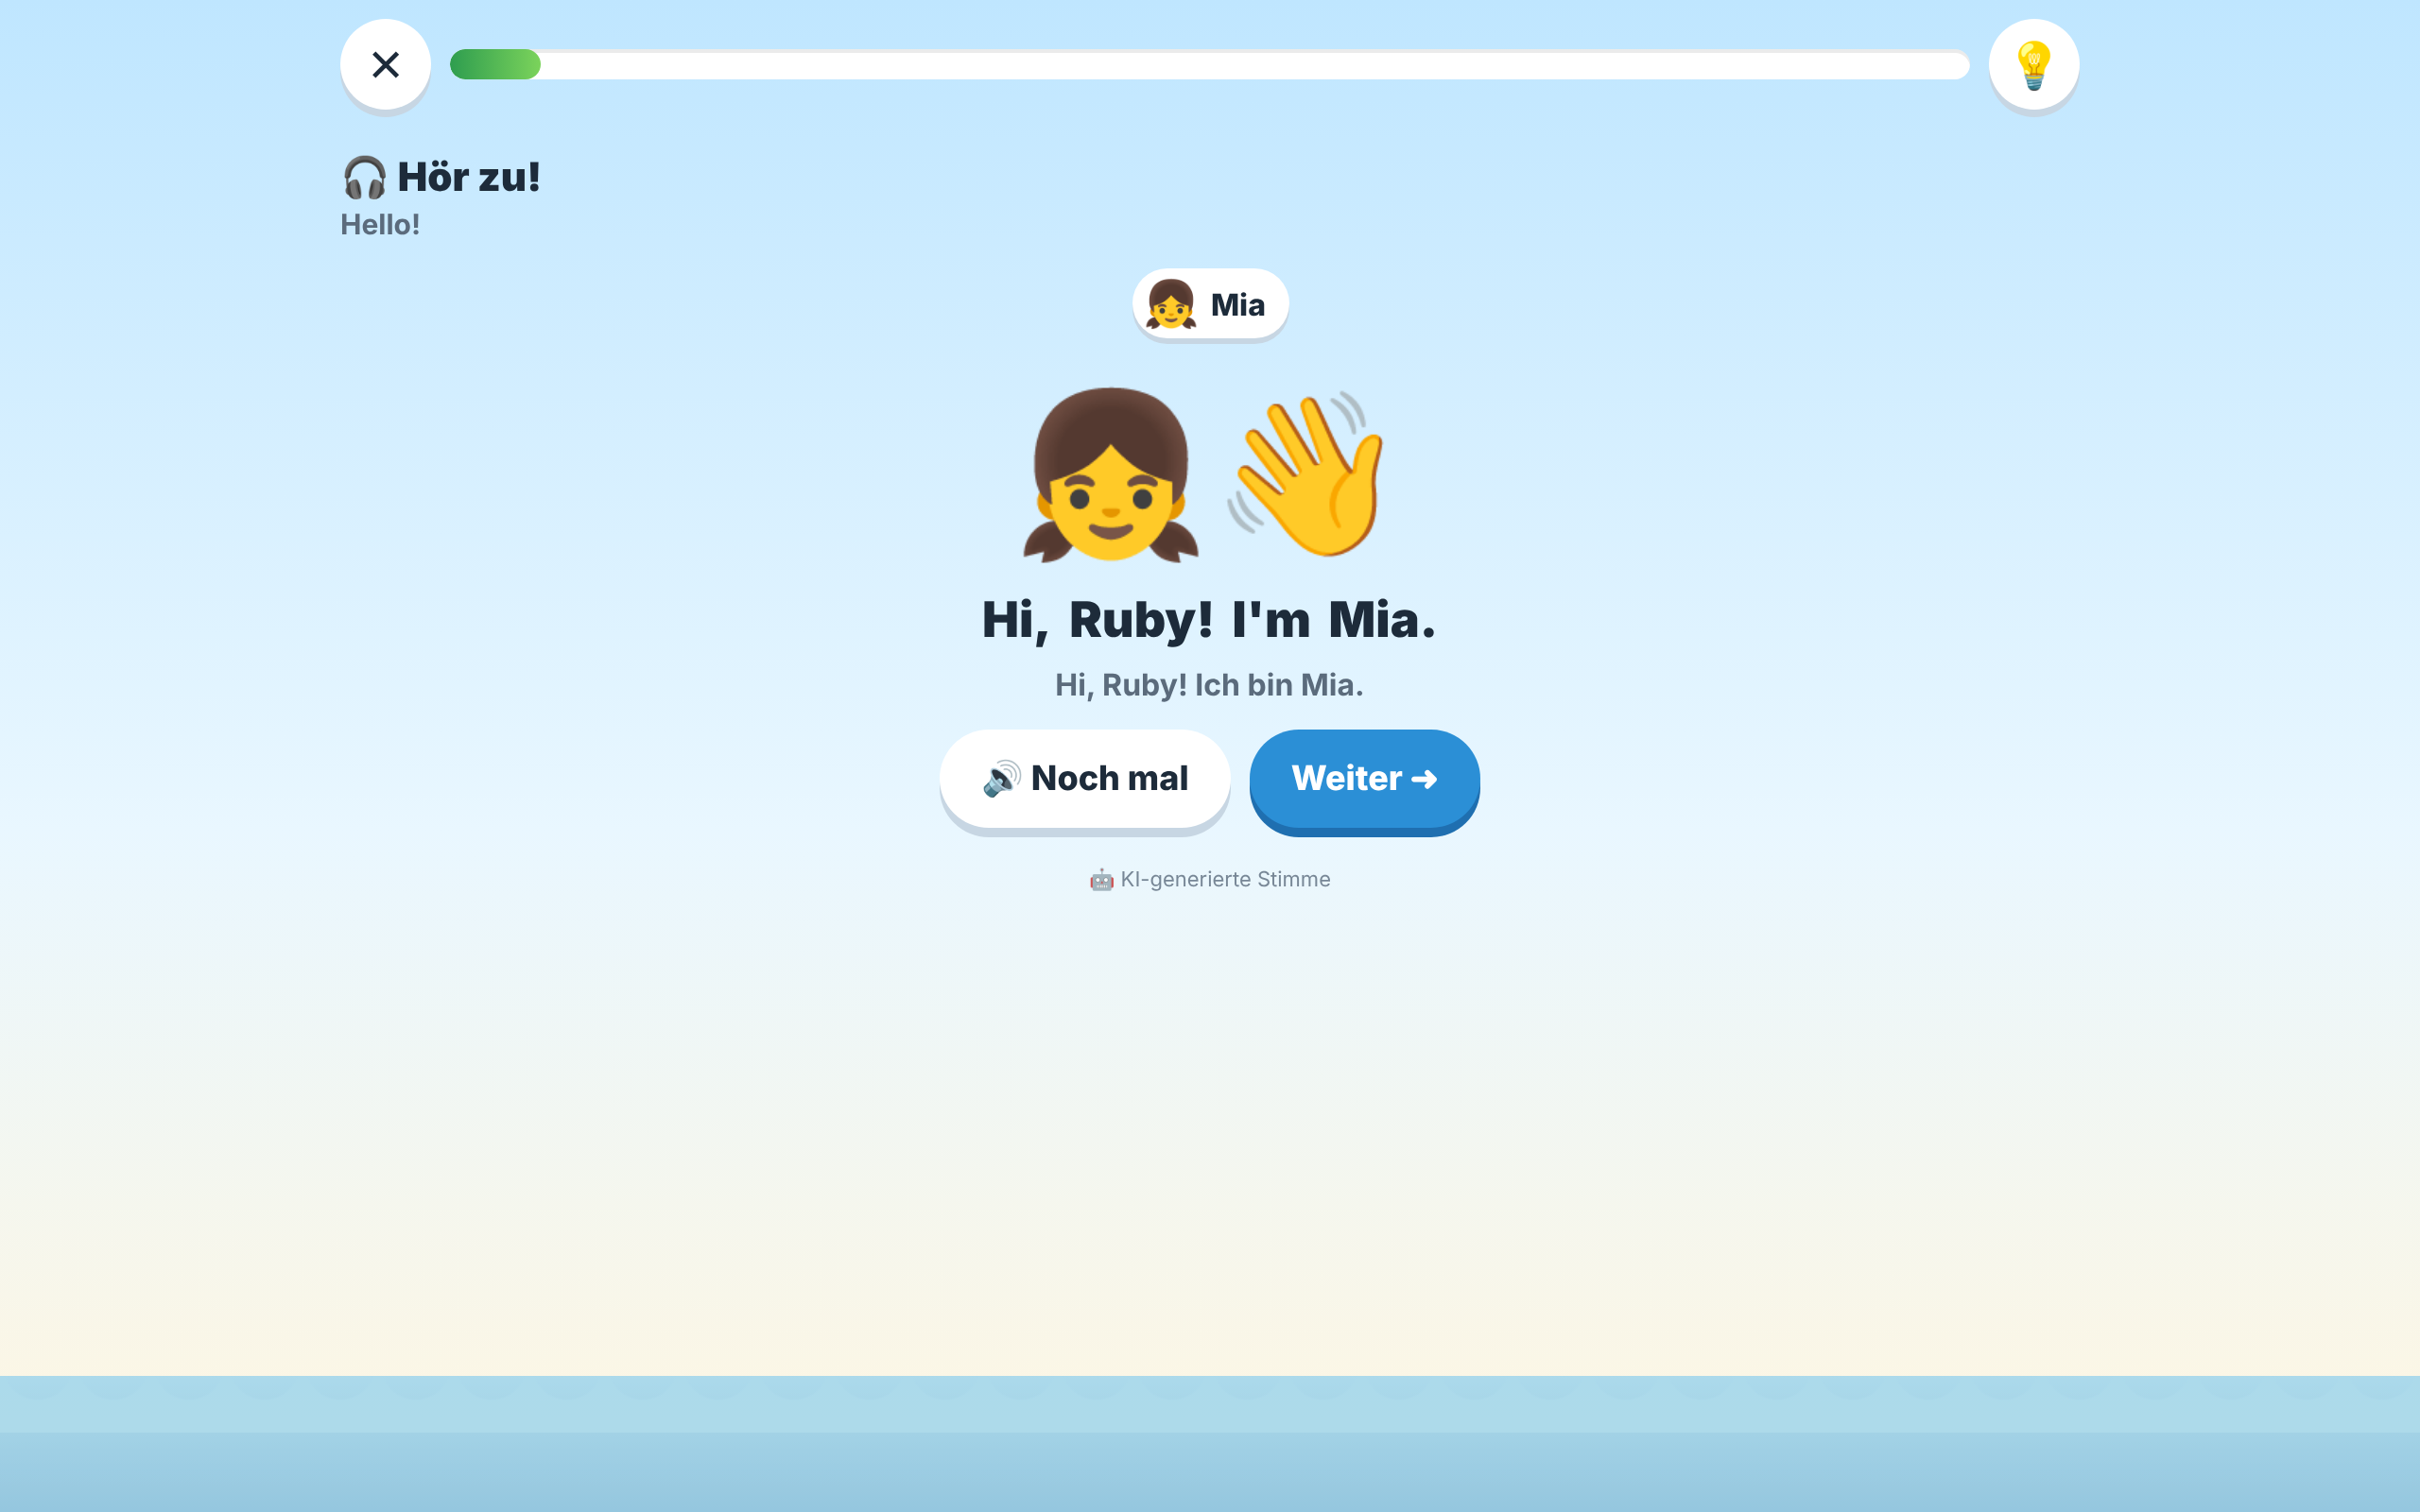 Hör zu!
Hello!
Mia
Hi, Ruby! I'm Mia.
Hi, Ruby! Ich bin Mia.
Noch mal
Weiter ➜
KI-generierte Stimme